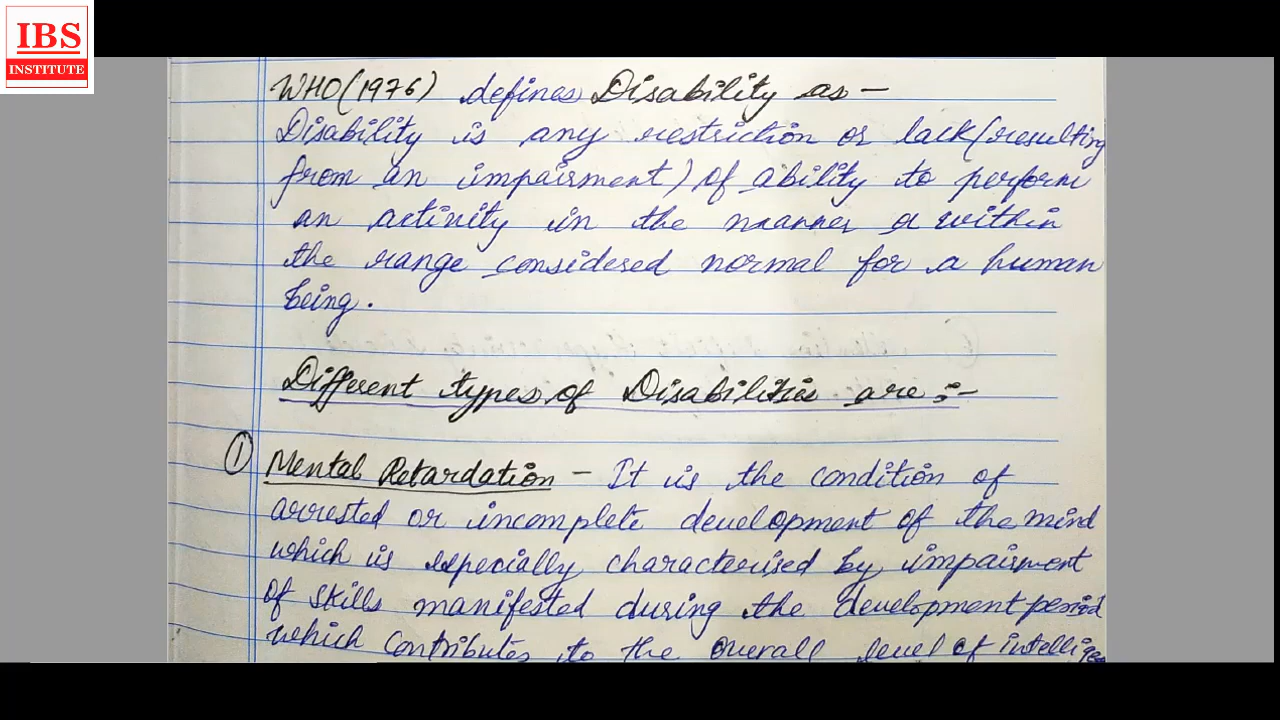 IBS
INSTITUTE
WHO(1976) defines Disability as –
Disability is any restriction or lack (resulting
from an impairment) of ability to perform
an activity in the manner or within
the range considered normal for a human
being.
Different types of Disabilities are :-
① Mental Retardation – It is the condition of
arrested or incomplete development of the mind
which is especially characterised by impairment
of skills manifested during the development period
which contributes to the overall level of